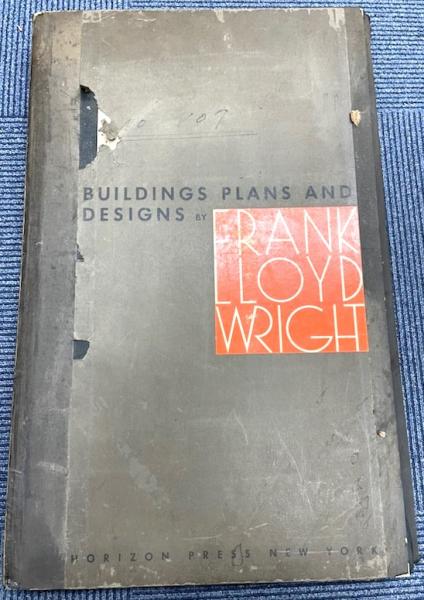 BUILDINGS PLANS AND
DESIGNS BY
FRANK
LLOYD
WRIGHT
HORIZON PRESS NEW YORK